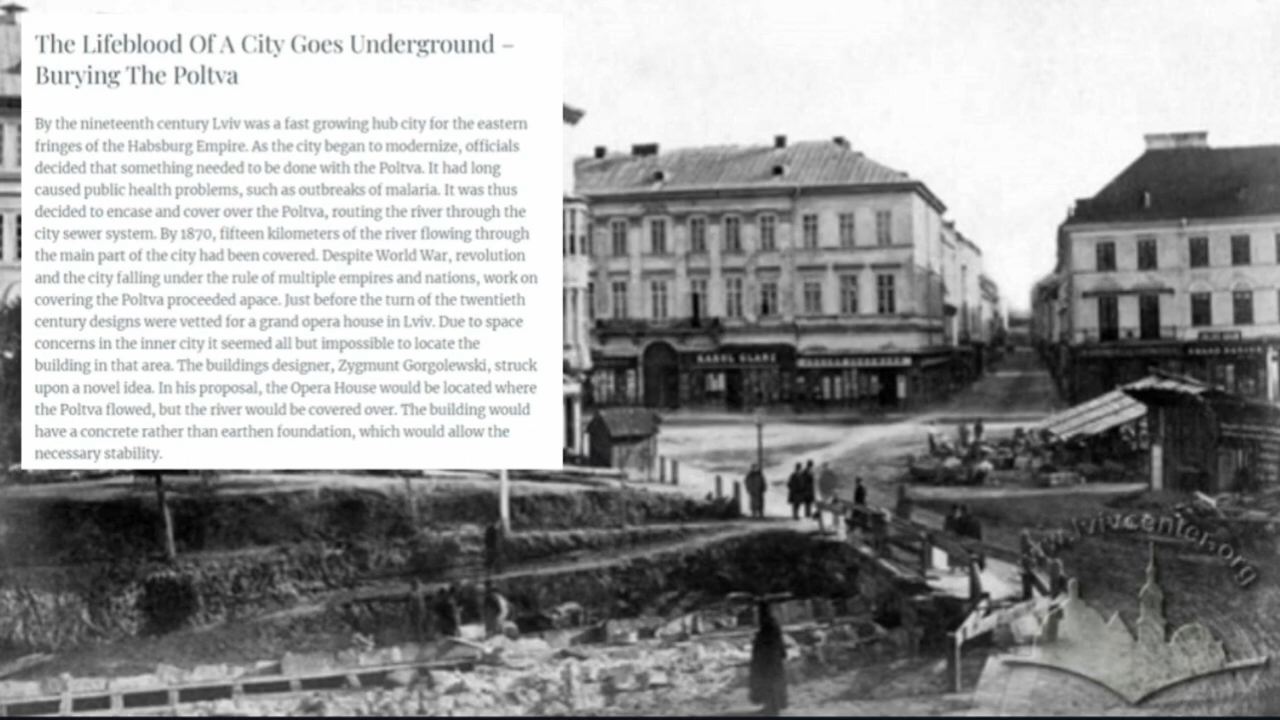 The Lifeblood Of A City Goes Underground –
Burying The Poltva
By the nineteenth century Lviv was a fast growing hub city for the eastern
fringes of the Habsburg Empire. As the city began to modernize, officials
decided that something needed to be done with the Poltva. It had long
caused public health problems, such as outbreaks of malaria. It was thus
decided to encase and cover over the Poltva, routing the river through the
city sewer system. By 1870, fifteen kilometers of the river flowing through
the main part of the city had been covered. Despite World War, revolution
and the city falling under the rule of multiple empires and nations, work on
covering the Poltva proceeded apace. Just before the turn of the twentieth
century designs were vetted for a grand opera house in Lviv. Due to space
concerns in the inner city it seemed all but impossible to locate the
building in that area. The buildings designer, Zygmunt Gorgolewski, struck
upon a novel idea. In his proposal, the Opera House would be located where
the Poltva flowed, but the river would be covered over. The building would
have a concrete rather than earthen foundation, which would allow the
necessary stability.
KAROL GLANZ
www.lvivcenter.org